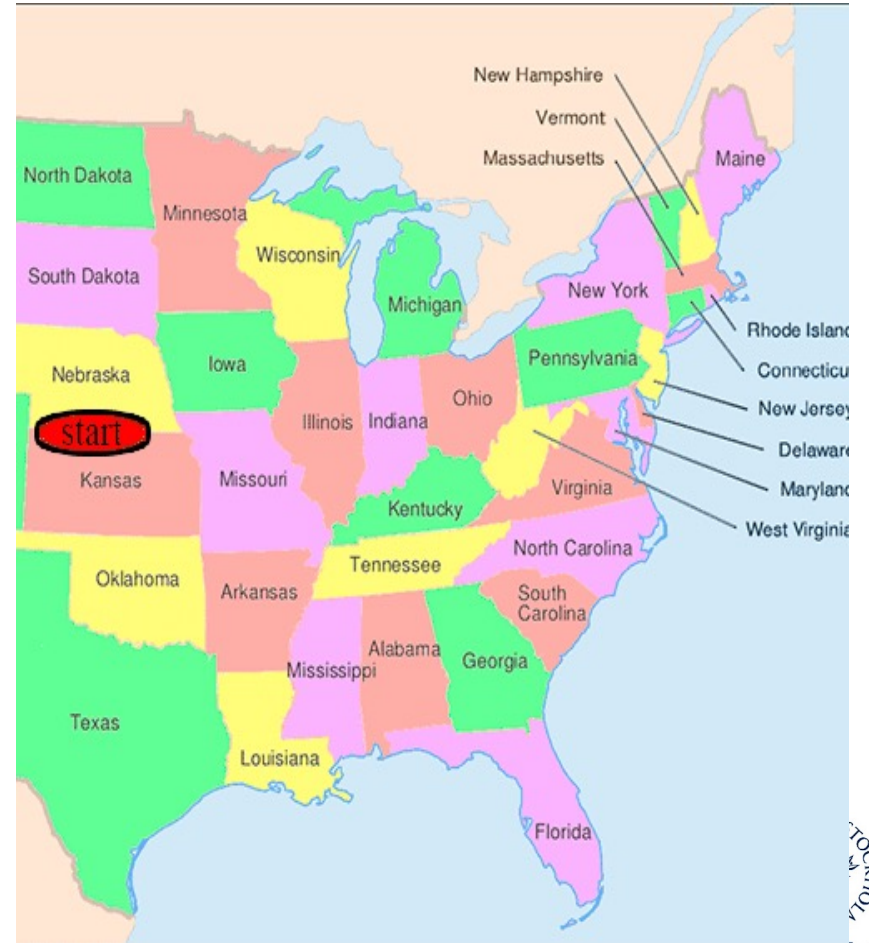 New Hampshire
Vermont
Massachusetts
Maine
North Dakota
Minnesota
Wisconsin
South Dakota
Michigan
New York
Rhode Islanc
Nebraska
Iowa
Pennsylvania
Connecticu
start
Illinois
Indiana
Ohio
New Jersey
Delaware
Kansas
Missouri
Kentucky
Virginia
Marylanc
West Virginia
Oklahoma
Arkansas
Tennessee
North Carolina
South
Carolina
Mississippi
Alabama
Georgia
Texas
Louisiana
Florida